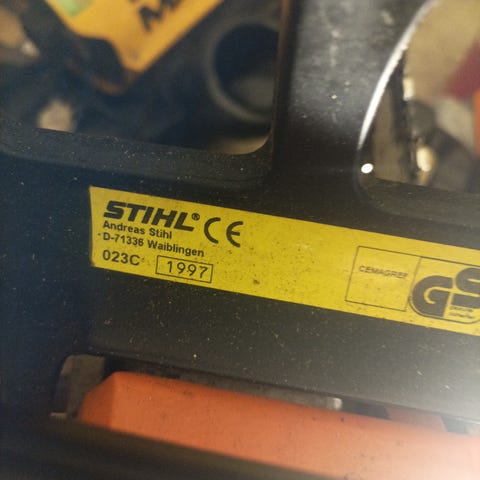 STIHL® CE
Andreas Stihl
D-71336 Waiblingen
023C 1997
CEMAGREF
GS